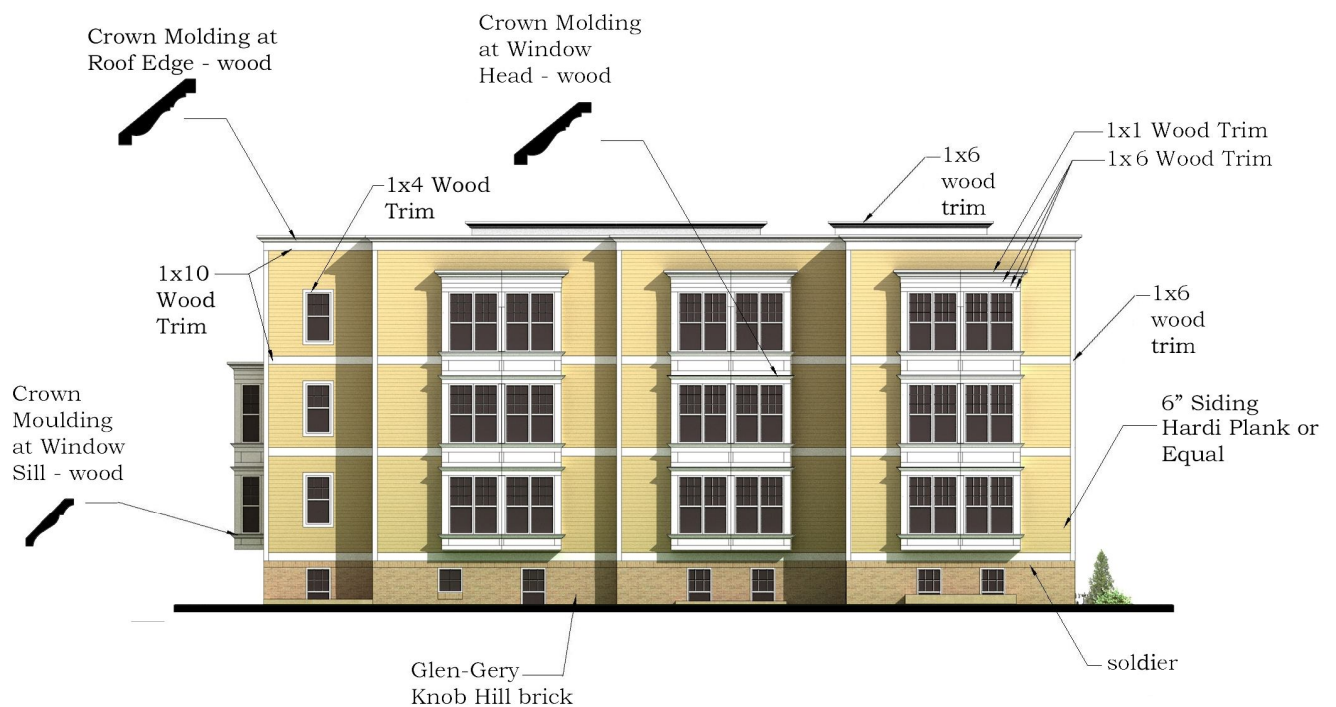 Crown Molding at
Roof Edge - wood
Crown Molding
at Window
Head - wood
1x1 Wood Trim
1x6 Wood Trim
1x6
wood
trim
1x4 Wood
Trim
1x10
Wood
Trim
1x6
wood
trim
Crown
Moulding
at Window
Sill - wood
6" Siding
Hardi Plank or
Equal
Glen-Gery
Knob Hill brick
soldier